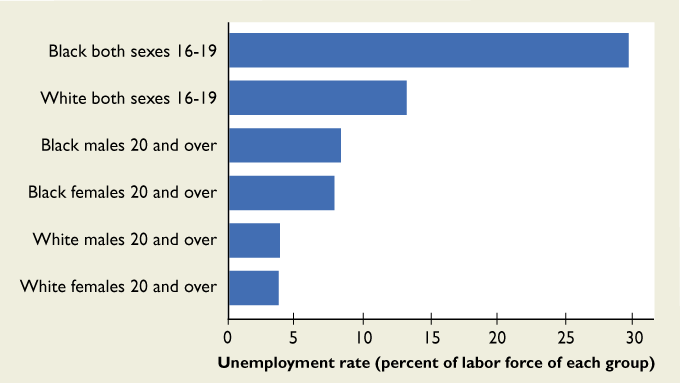 Black both sexes 16-19
White both sexes 16-19
Black males 20 and over
Black females 20 and over
White males 20 and over
White females 20 and over
0 5 10 15 20 25 30
Unemployment rate (percent of labor force of each group)